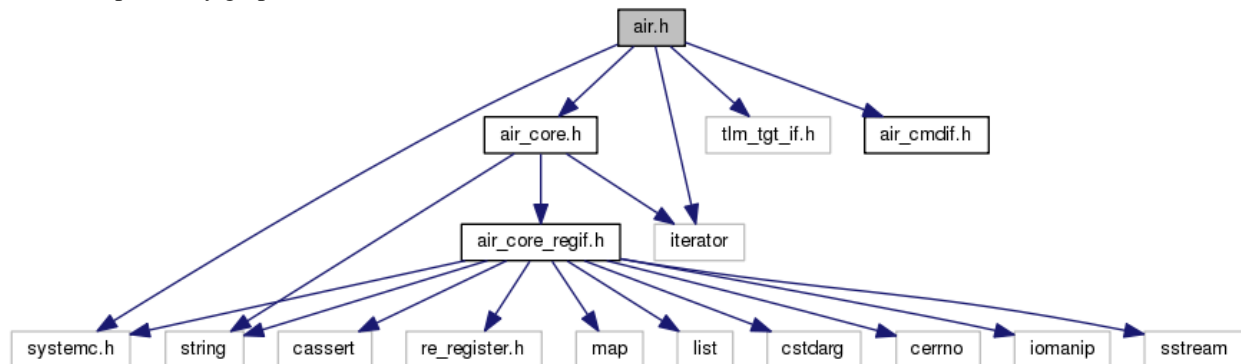 air.h
air_core.h
tlm_tgt_if.h
air_cmdif.h
air_core_regif.h
iterator
systemc.h
string
cassert
re_register.h
map
list
cstdarg
cerrno
iomanip
sstream